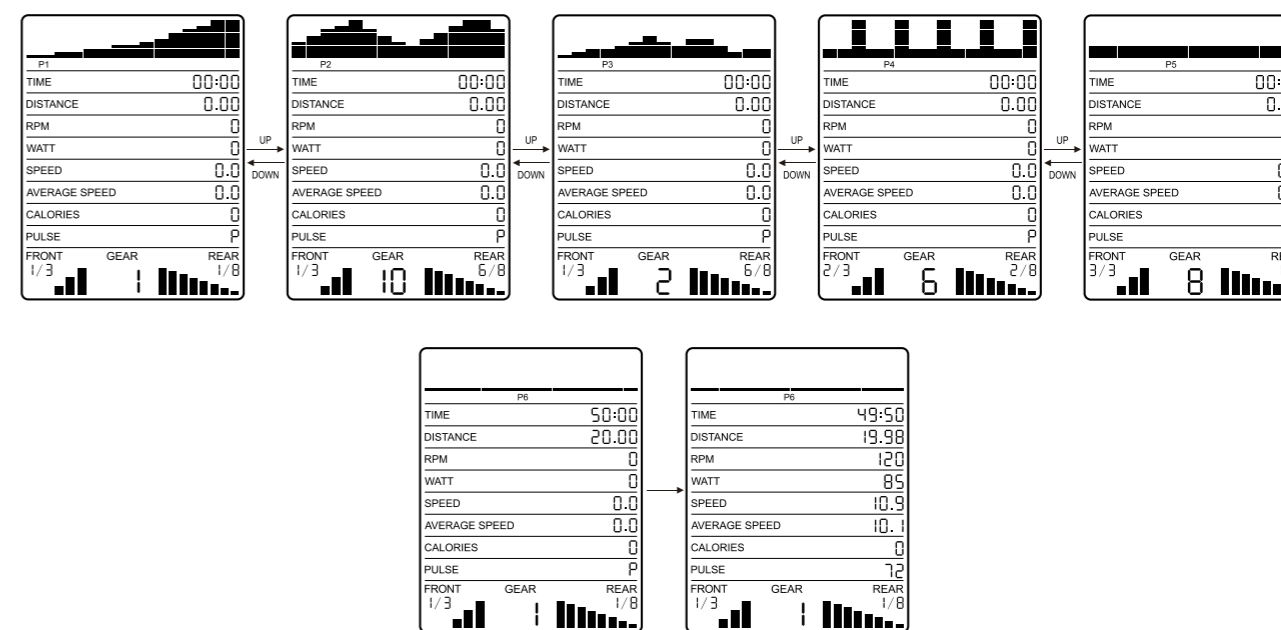 P1
TIME 00:00
DISTANCE 0.00
RPM 0
WATT 0
SPEED 0.0
AVERAGE SPEED 0.0
CALORIES 0
PULSE P
FRONT GEAR REAR
1/3 1 1/8
UP
DOWN
P2
TIME 00:00
DISTANCE 0.00
RPM 0
WATT 0
SPEED 0.0
AVERAGE SPEED 0.0
CALORIES 0
PULSE P
FRONT GEAR REAR
1/3 10 6/8
UP
DOWN
P3
TIME 00:00
DISTANCE 0.00
RPM 0
WATT 0
SPEED 0.0
AVERAGE SPEED 0.0
CALORIES 0
PULSE P
FRONT GEAR REAR
1/3 2 6/8
UP
DOWN
P4
TIME 00:00
DISTANCE 0.00
RPM 0
WATT 0
SPEED 0.0
AVERAGE SPEED 0.0
CALORIES 0
PULSE P
FRONT GEAR REAR
2/3 6 2/8
UP
DOWN
P5
TIME
DISTANCE
RPM
WATT
SPEED
AVERAGE SPEED
CALORIES
PULSE
FRONT GEAR
3/3 8
P6
TIME 50:00
DISTANCE 20.00
RPM 0
WATT 0
SPEED 0.0
AVERAGE SPEED 0.0
CALORIES 0
PULSE P
FRONT GEAR REAR
1/3 1 1/8
P6
TIME 49:50
DISTANCE 19.98
RPM 120
WATT 85
SPEED 10.9
AVERAGE SPEED 10.1
CALORIES 0
PULSE 72
FRONT GEAR REAR
1/3 1 1/8